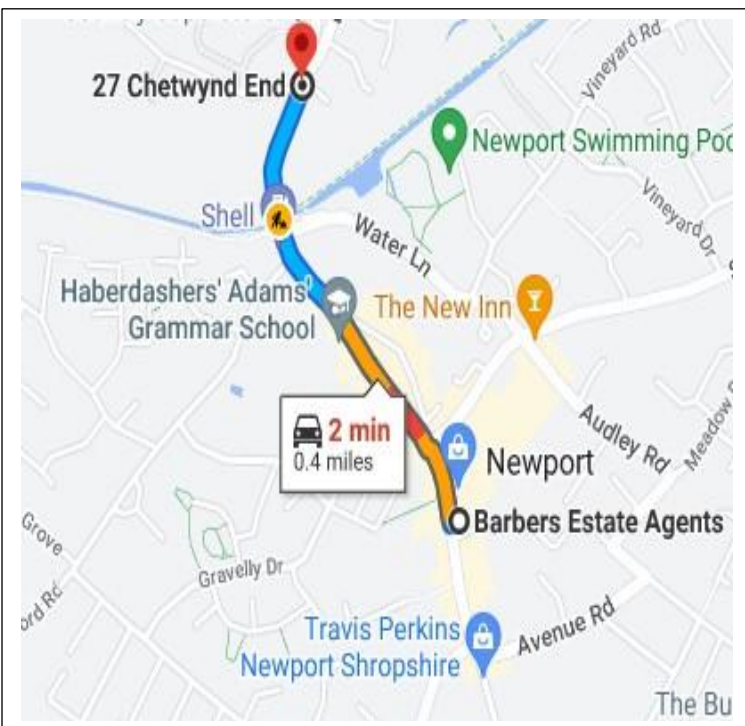 27 Chetwynd End
Vineyard Rd
Newport Swimming Poo
Vineyard Dr
Shell
Water Ln
Haberdashers' Adams'
Grammar School
The New Inn
2 min
0.4 miles
Audley Rd
Meadow
Newport
Barbers Estate Agents
Grove
ord Rd
Gravelly Dr
Avenue Rd
Travis Perkins
Newport Shropshire
The Bu